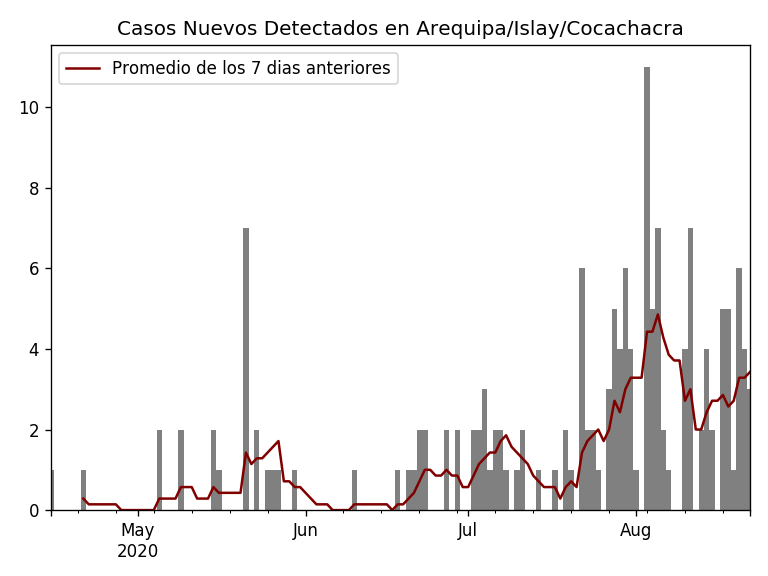 Casos Nuevos Detectados en Arequipa/Islay/Cocachacra
Promedio de los 7 dias anteriores
10
8
6
4
2
0
May
2020
Jun
Jul
Aug